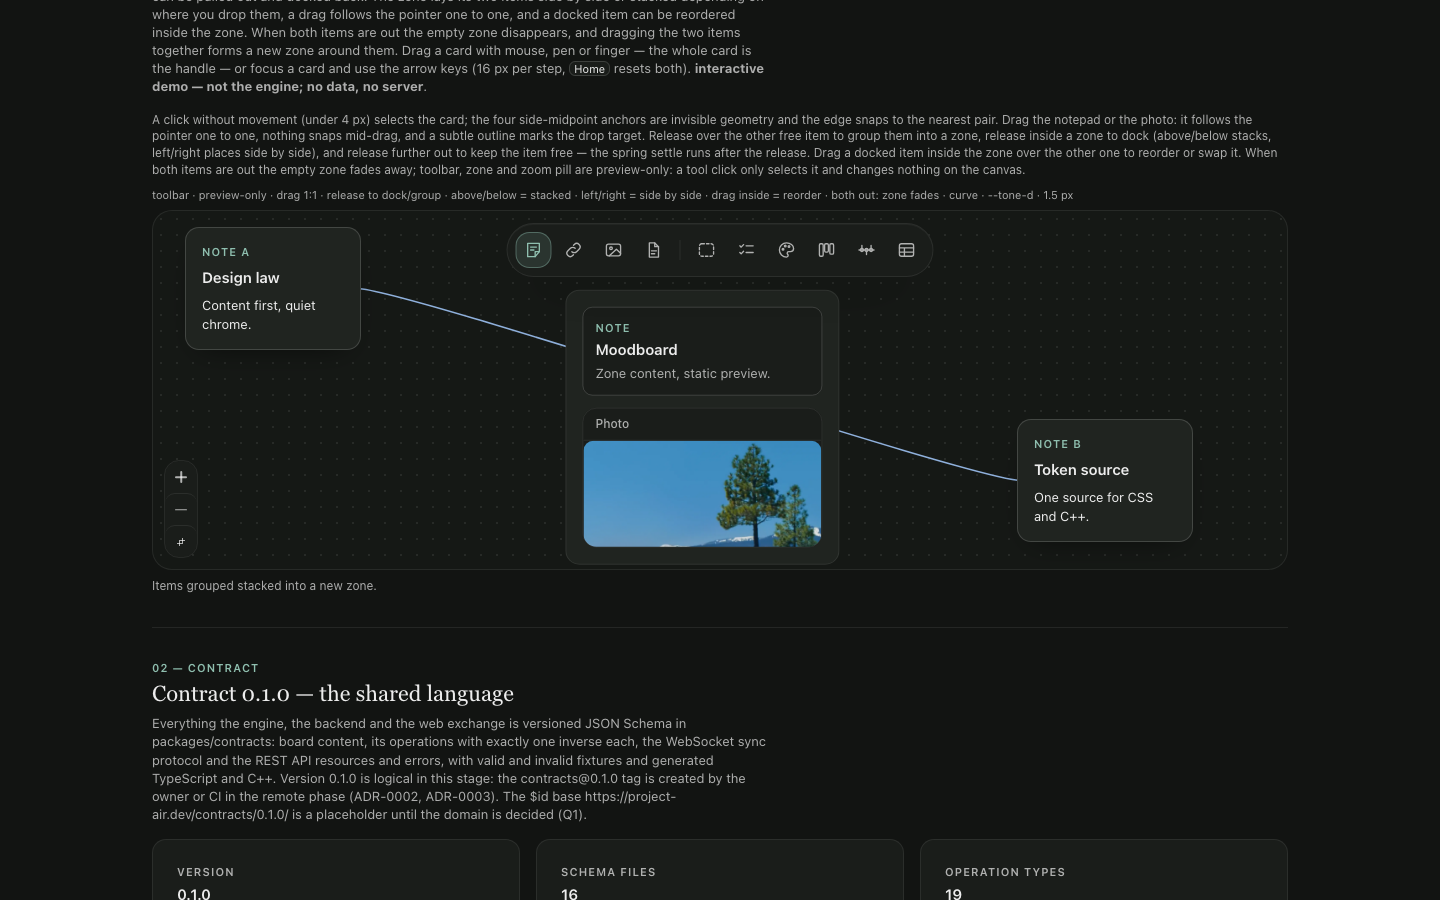 where you drop them, a drag follows the pointer one to one, and a docked item can be reordered
inside the zone. When both items are out the empty zone disappears, and dragging the two items
together forms a new zone around them. Drag a card with mouse, pen or finger — the whole card is
the handle — or focus a card and use the arrow keys (16 px per step, Home resets both). interactive
demo — not the engine; no data, no server.
A click without movement (under 4 px) selects the card; the four side-midpoint anchors are invisible geometry and the edge snaps to the nearest pair. Drag the notepad or the photo: it follows the
pointer one to one, nothing snaps mid-drag, and a subtle outline marks the drop target. Release over the other free item to group them into a zone, release inside a zone to dock (above/below stacks,
left/right places side by side), and release further out to keep the item free — the spring settle runs after the release. Drag a docked item inside the zone over the other one to reorder or swap it. When
both items are out the empty zone fades away; toolbar, zone and zoom pill are preview-only: a tool click only selects it and changes nothing on the canvas.
toolbar · preview-only · drag 1:1 · release to dock/group · above/below = stacked · left/right = side by side · drag inside = reorder · both out: zone fades · curve · --tone-d · 1.5 px
NOTE A
Design law
Content first, quiet
chrome.
NOTE
Moodboard
Zone content, static preview.
Photo
NOTE B
Token source
One source for CSS
and C++.
Items grouped stacked into a new zone.
02 — CONTRACT
Contract 0.1.0 — the shared language
Everything the engine, the backend and the web exchange is versioned JSON Schema in
packages/contracts: board content, its operations with exactly one inverse each, the WebSocket sync
protocol and the REST API resources and errors, with valid and invalid fixtures and generated
TypeScript and C++. Version 0.1.0 is logical in this stage: the contracts@0.1.0 tag is created by the
owner or CI in the remote phase (ADR-0002, ADR-0003). The $id base https://project-
air.dev/contracts/0.1.0/ is a placeholder until the domain is decided (Q1).
VERSION
0.1.0
SCHEMA FILES
16
OPERATION TYPES
19